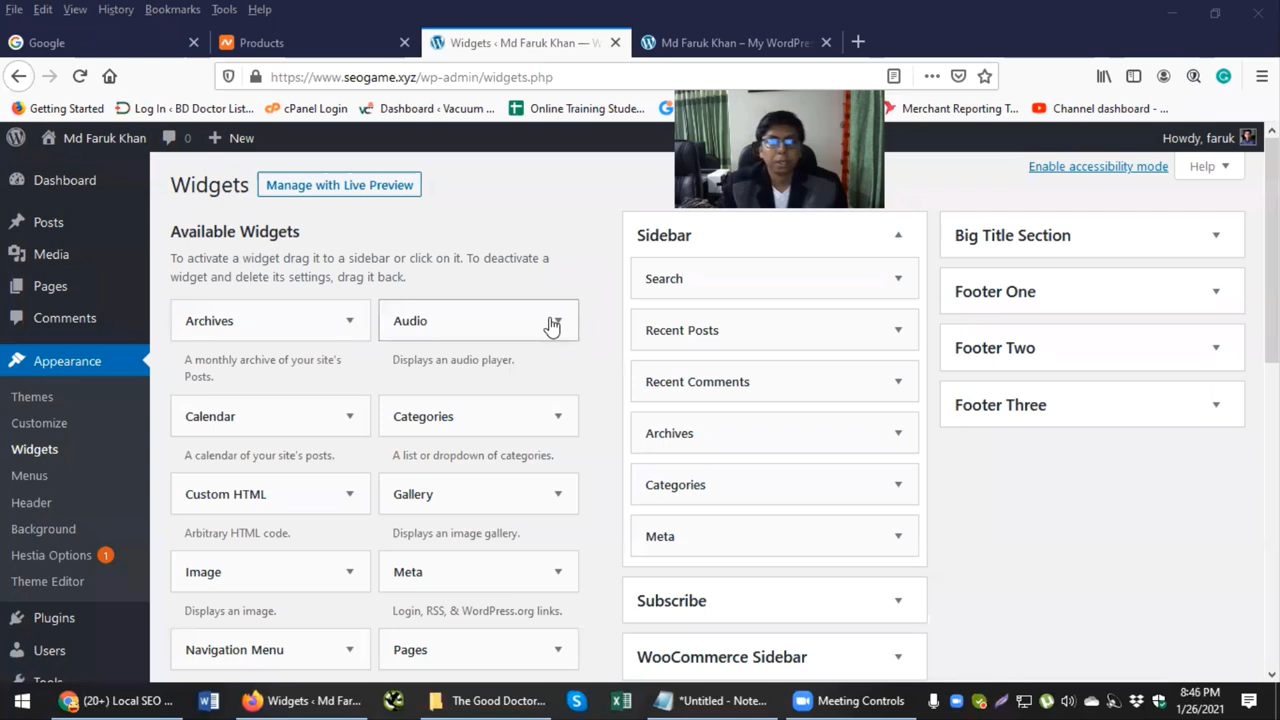 File Edit View History Bookmarks Tools Help
Google
Products
Widgets ‹ Md Faruk Khan — W
Md Faruk Khan – My WordPres
https://www.seogame.xyz/wp-admin/widgets.php
Getting Started
Log In ‹ BD Doctor List...
cPanel Login
Dashboard ‹ Vacuum ...
Online Training Stude...
Merchant Reporting T...
Channel dashboard - ...
Md Faruk Khan
0
New
Howdy, faruk
Dashboard
Posts
Media
Pages
Comments
Appearance
Themes
Customize
Widgets
Menus
Header
Background
Hestia Options 1
Theme Editor
Plugins
Users
Tools
Widgets
Manage with Live Preview
Enable accessibility mode
Help
Available Widgets
To activate a widget drag it to a sidebar or click on it. To deactivate a
widget and delete its settings, drag it back.
Archives
A monthly archive of your site's
Posts.
Audio
Displays an audio player.
Calendar
A calendar of your site's posts.
Categories
A list or dropdown of categories.
Custom HTML
Arbitrary HTML code.
Gallery
Displays an image gallery.
Image
Displays an image.
Meta
Login, RSS, & WordPress.org links.
Navigation Menu
Pages
Sidebar
Search
Recent Posts
Recent Comments
Archives
Categories
Meta
Subscribe
WooCommerce Sidebar
Big Title Section
Footer One
Footer Two
Footer Three
(20+) Local SEO ...
Widgets ‹ Md Far...
The Good Doctor...
*Untitled - Note...
Meeting Controls
8:46 PM
1/26/2021